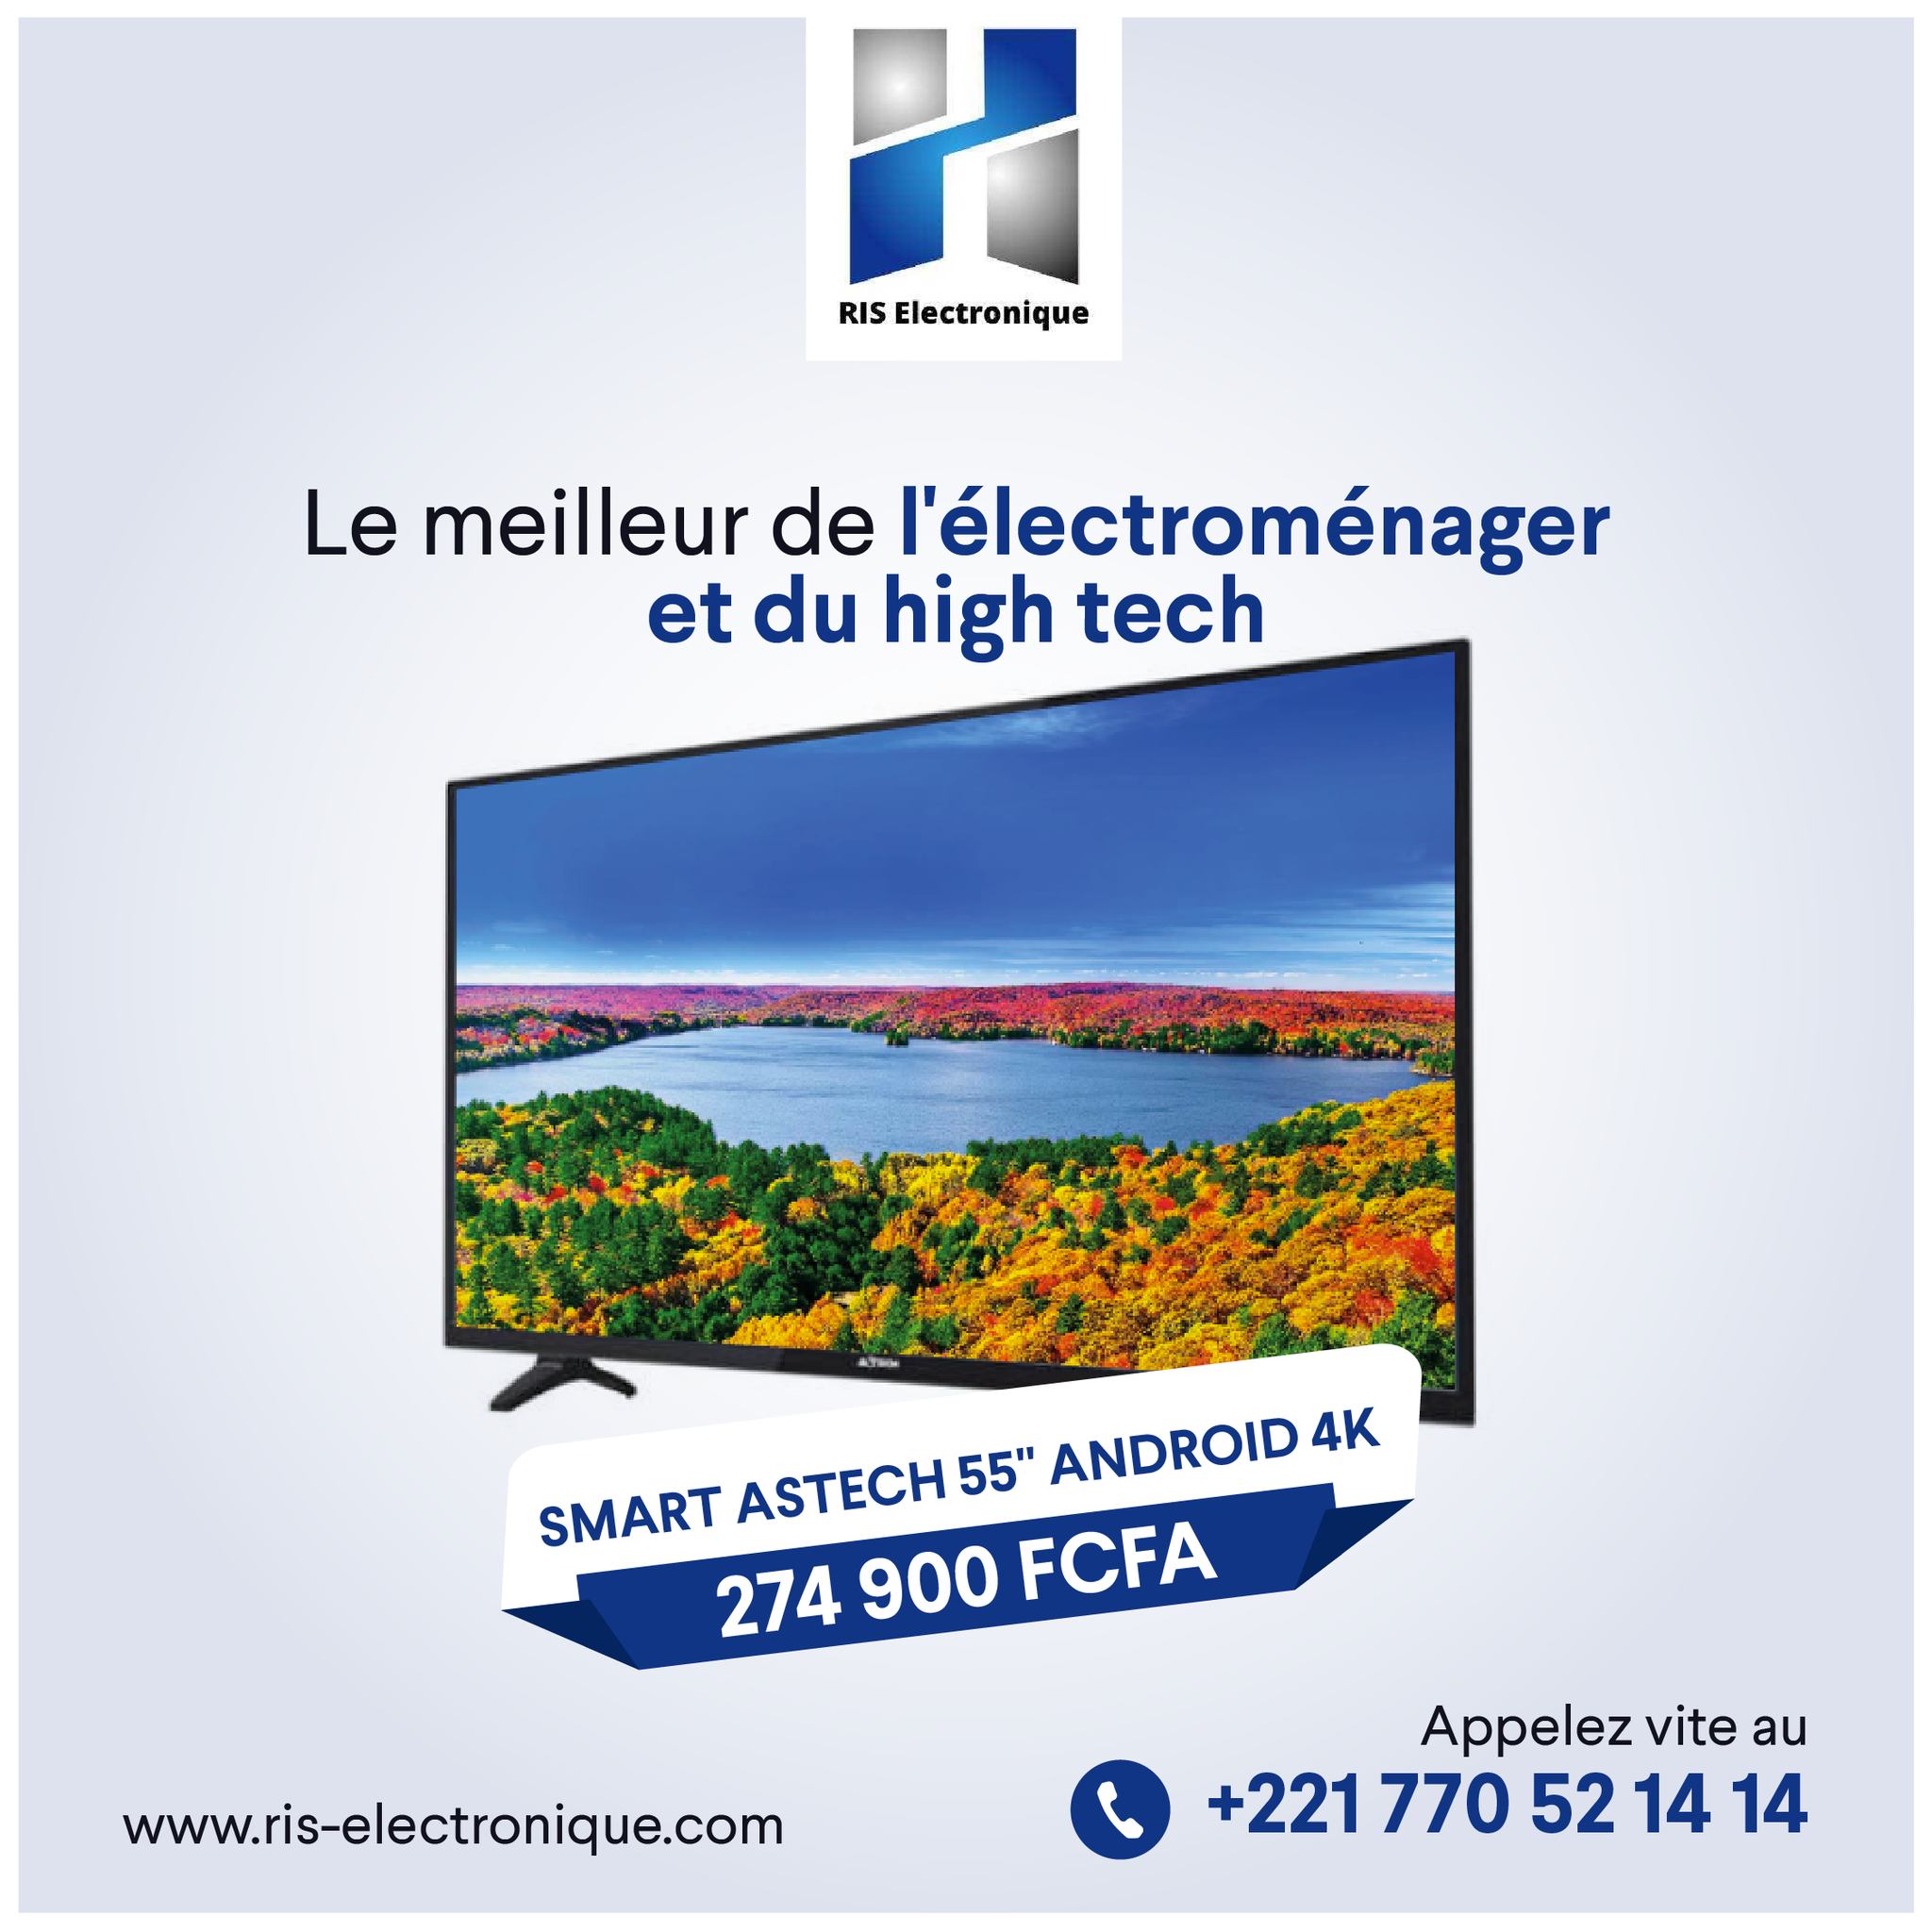 RIS Electronique
Le meilleur de l'électroménager
et du high tech
SMART ASTECH 55" ANDROID 4K
274 900 FCFA
Appelez vite au
+221 770 52 14 14
www.ris-electronique.com